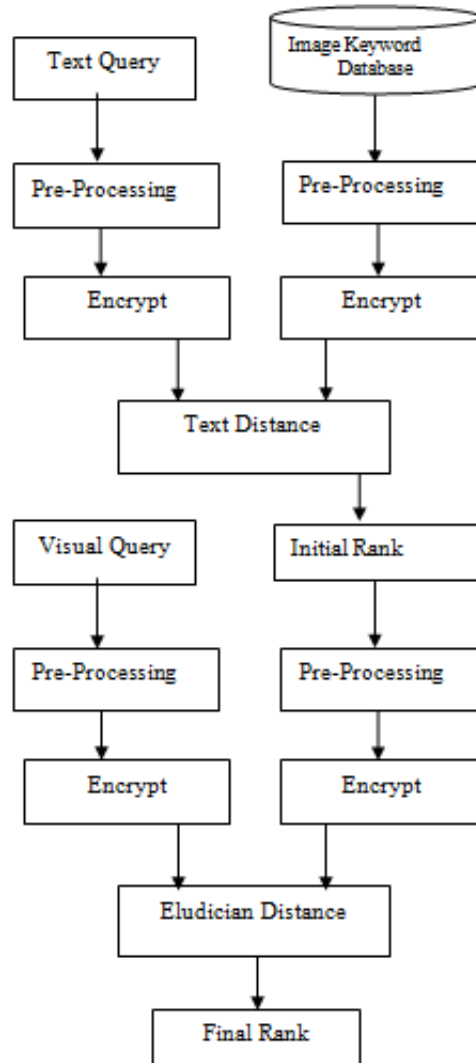 Text Query
Image Keyword
Database
Pre-Processing
Pre-Processing
Encrypt
Encrypt
Text Distance
Visual Query
Initial Rank
Pre-Processing
Pre-Processing
Encrypt
Encrypt
Eludician Distance
Final Rank